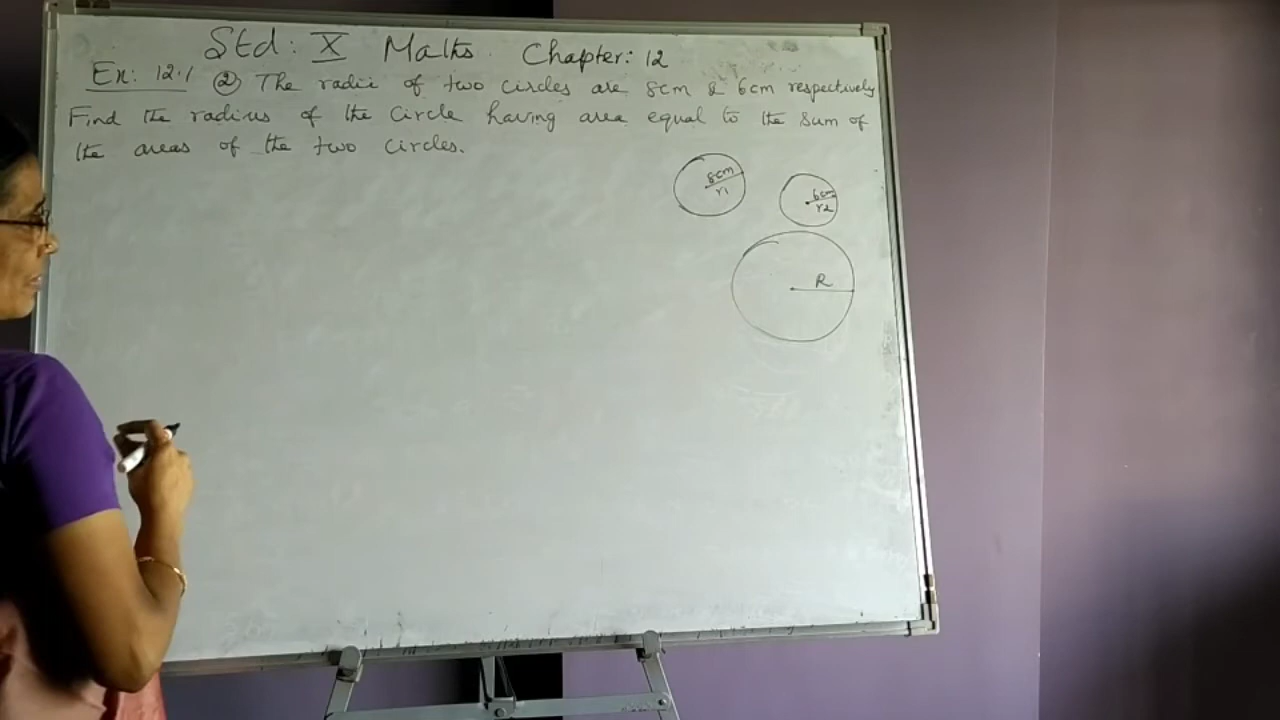 Std: X Maths. Chapter: 12
Ex: 12.1 ② The radii of two circles are 8cm & 6cm respectively
Find the radius of the circle having area equal to the sum of
the areas of the two circles.
8cm
r1
6cm
r2
R